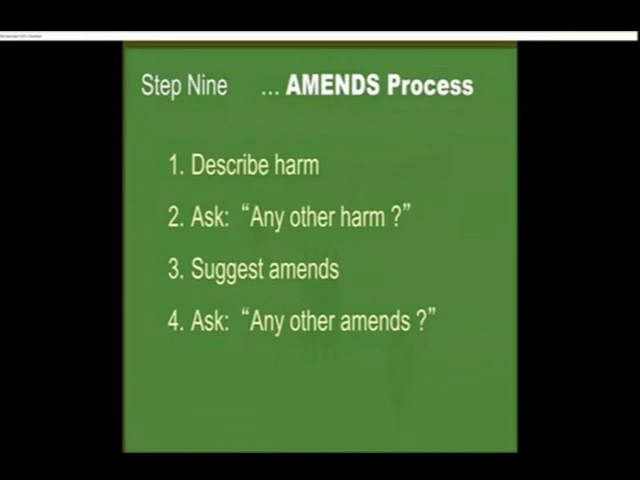 Step Nine ... AMENDS Process
1. Describe harm
2. Ask: “Any other harm ?”
3. Suggest amends
4. Ask: “Any other amends ?”